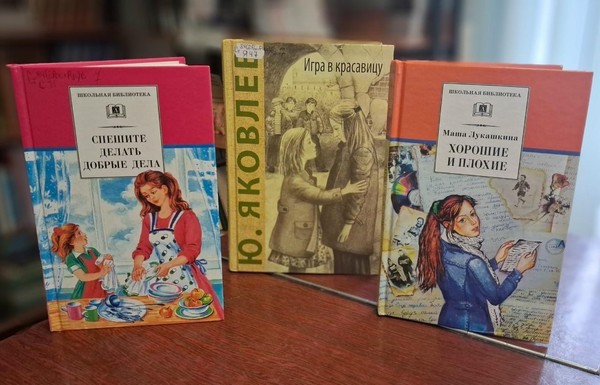 ШКОЛЬНАЯ БИБЛИОТЕКА
СПЕШИТЕ
ДЕЛАТЬ
ДОБРЫЕ ДЕЛА
Ю. ЯКОВЛЕВ
Игра в красавицу
ШКОЛЬНАЯ БИБЛИОТЕКА
Маша Лукашкина
ХОРОШИЕ
И ПЛОХИЕ